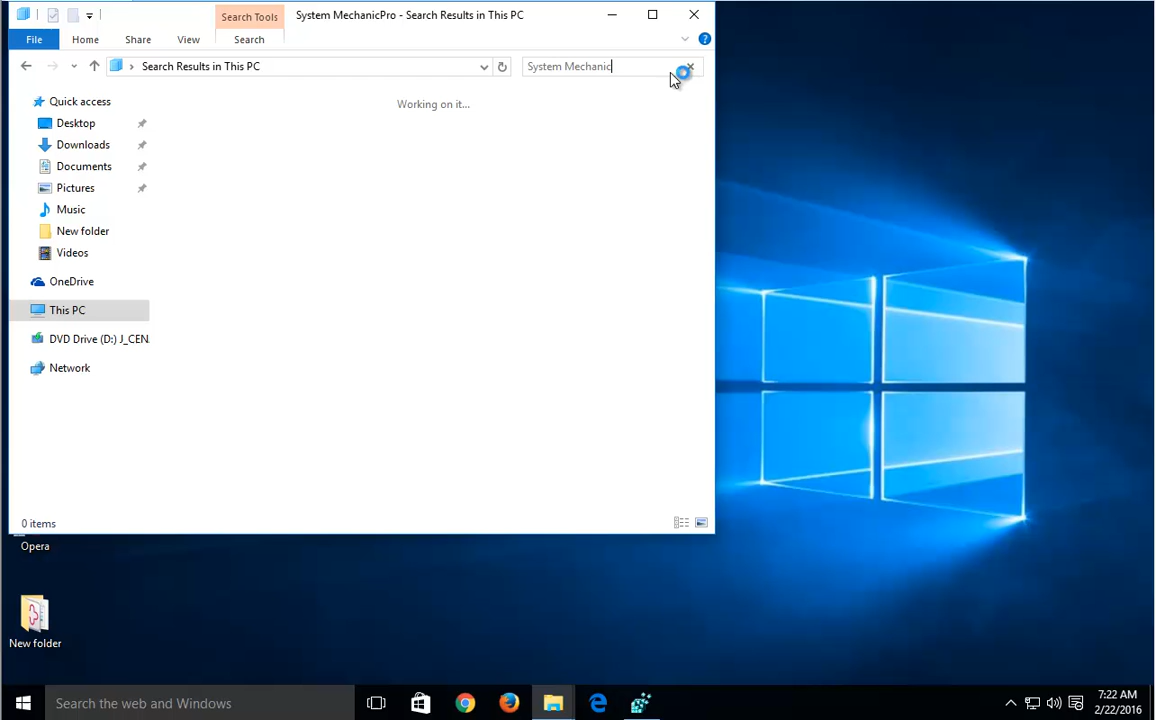 Search Tools
System MechanicPro - Search Results in This PC
File
Home
Share
View
Search
Search Results in This PC
System Mechanic
Working on it...
Quick access
Desktop
Downloads
Documents
Pictures
Music
New folder
Videos
OneDrive
This PC
DVD Drive (D:) J_CEN
Network
0 items
Opera
New folder
Search the web and Windows
7:22 AM
2/22/2016